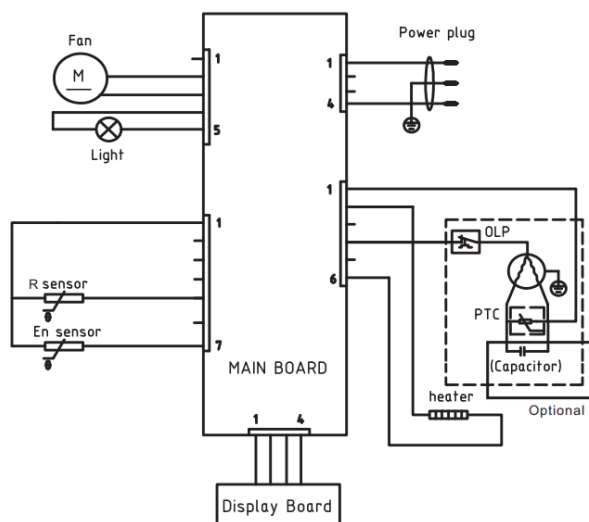 Fan
M
1
5
Light
1
4
Power plug
1
6
OLP
PTC
(Capacitor)
Optional
heater
1
R sensor
θ
En sensor
θ
7
MAIN BOARD
1 4
Display Board